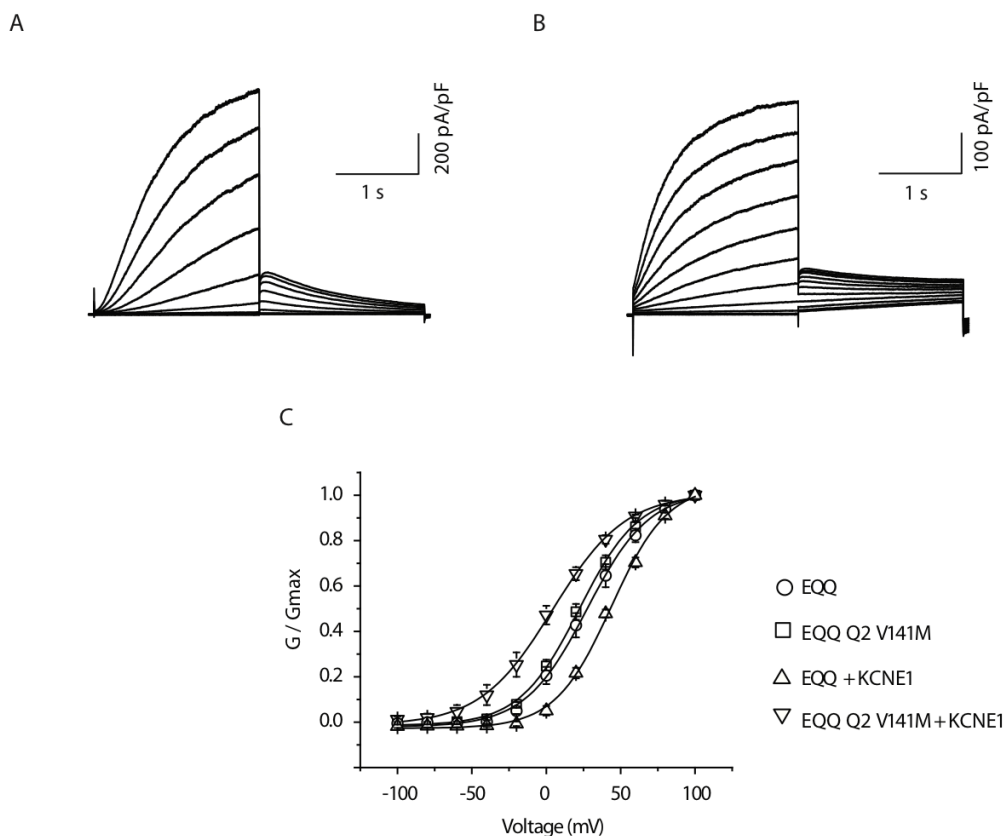 A
B
200 pA/pF
1 s
100 pA/pF
1 s
C
G / Gmax
1.0
0.8
0.6
0.4
0.2
0.0
-100
-50
0
50
100
Voltage (mV)
EQQ
EQQ Q2 V141M
EQQ +KCNE1
EQQ Q2 V141M+KCNE1